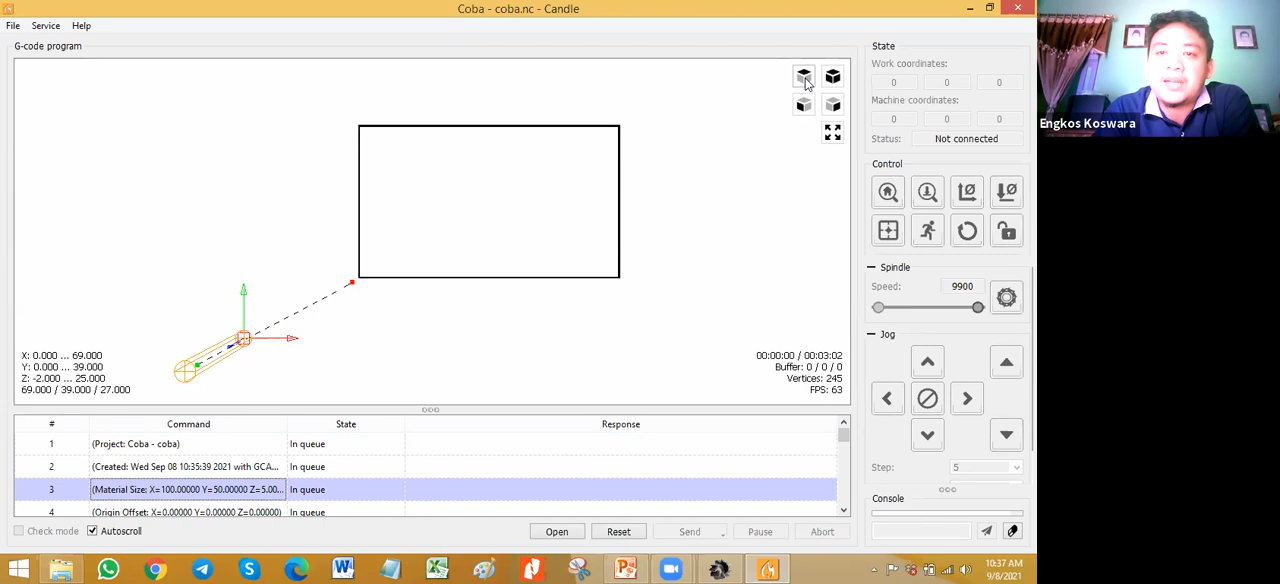 Coba - coba.nc - Candle
File Service Help
G-code program
X: 0.000 ... 69.000
Y: 0.000 ... 39.000
Z: -2.000 ... 25.000
69.000 / 39.000 / 27.000
00:00:00 / 00:03:02
Buffer: 0 / 0 / 0
Vertices: 245
FPS: 63
# Command State Response
1 (Project: Coba - coba) In queue
2 (Created: Wed Sep 08 10:35:39 2021 with GCA... In queue
3 (Material Size: X=100.00000 Y=50.00000 Z=5.00... In queue
4 (Origin Offset: X=0.00000 Y=0.00000 Z=0.00000) In queue
Check mode Autoscroll Open Reset Send Pause Abort
State
Work coordinates:
0 0 0
Machine coordinates:
0 0 0
Status: Not connected
Control
Spindle
Speed: 9900
Jog
Step: 5
Console
Engkos Koswara
10:37 AM
9/8/2021